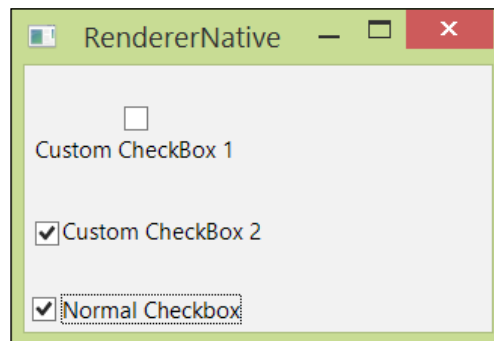 RendererNative
Custom CheckBox 1
Custom CheckBox 2
Normal Checkbox